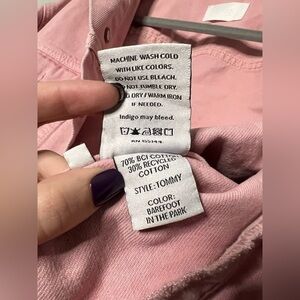 MACHINE WASH COLD
WITH LIKE COLORS.
DO NOT USE BLEACH.
DO NOT TUMBLE DRY.
DRY / WARM IRON
IF NEEDED.
Indigo may bleed.
70% BCI COTTON
30% RECYCLED
COTTON
STYLE: TOMMY
COLOR:
BAREFOOT
IN THE PARK